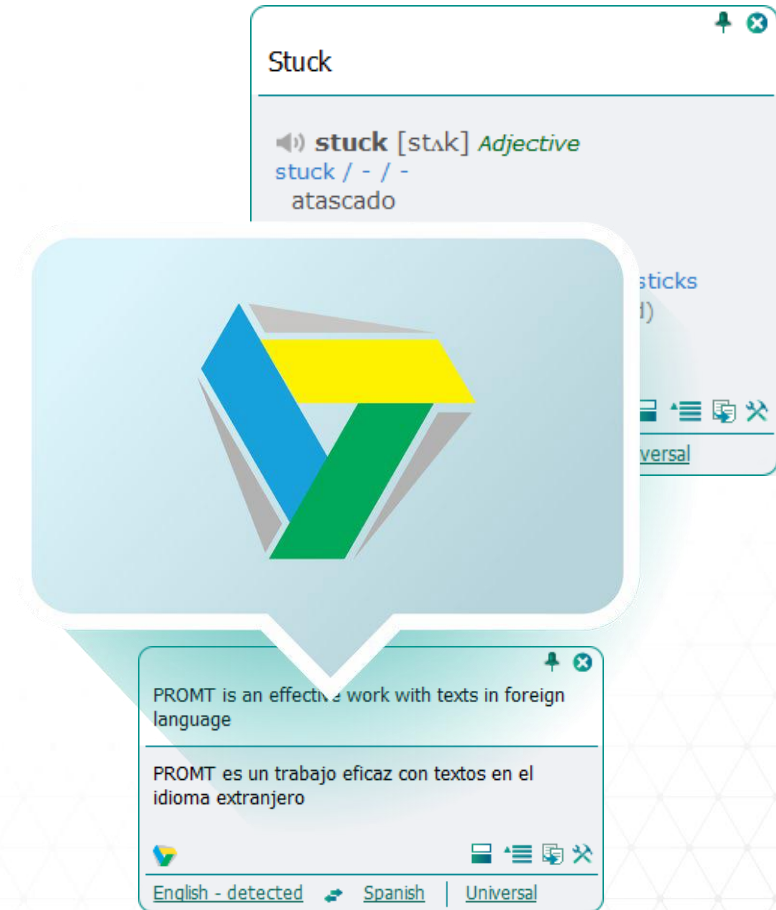 Stuck
stuck [stʌk] Adjective
stuck / - / -
atascado
sticks
PROMT is an effective work with texts in foreign
language
PROMT es un trabajo eficaz con textos en el
idioma extranjero
English - detected Spanish | Universal